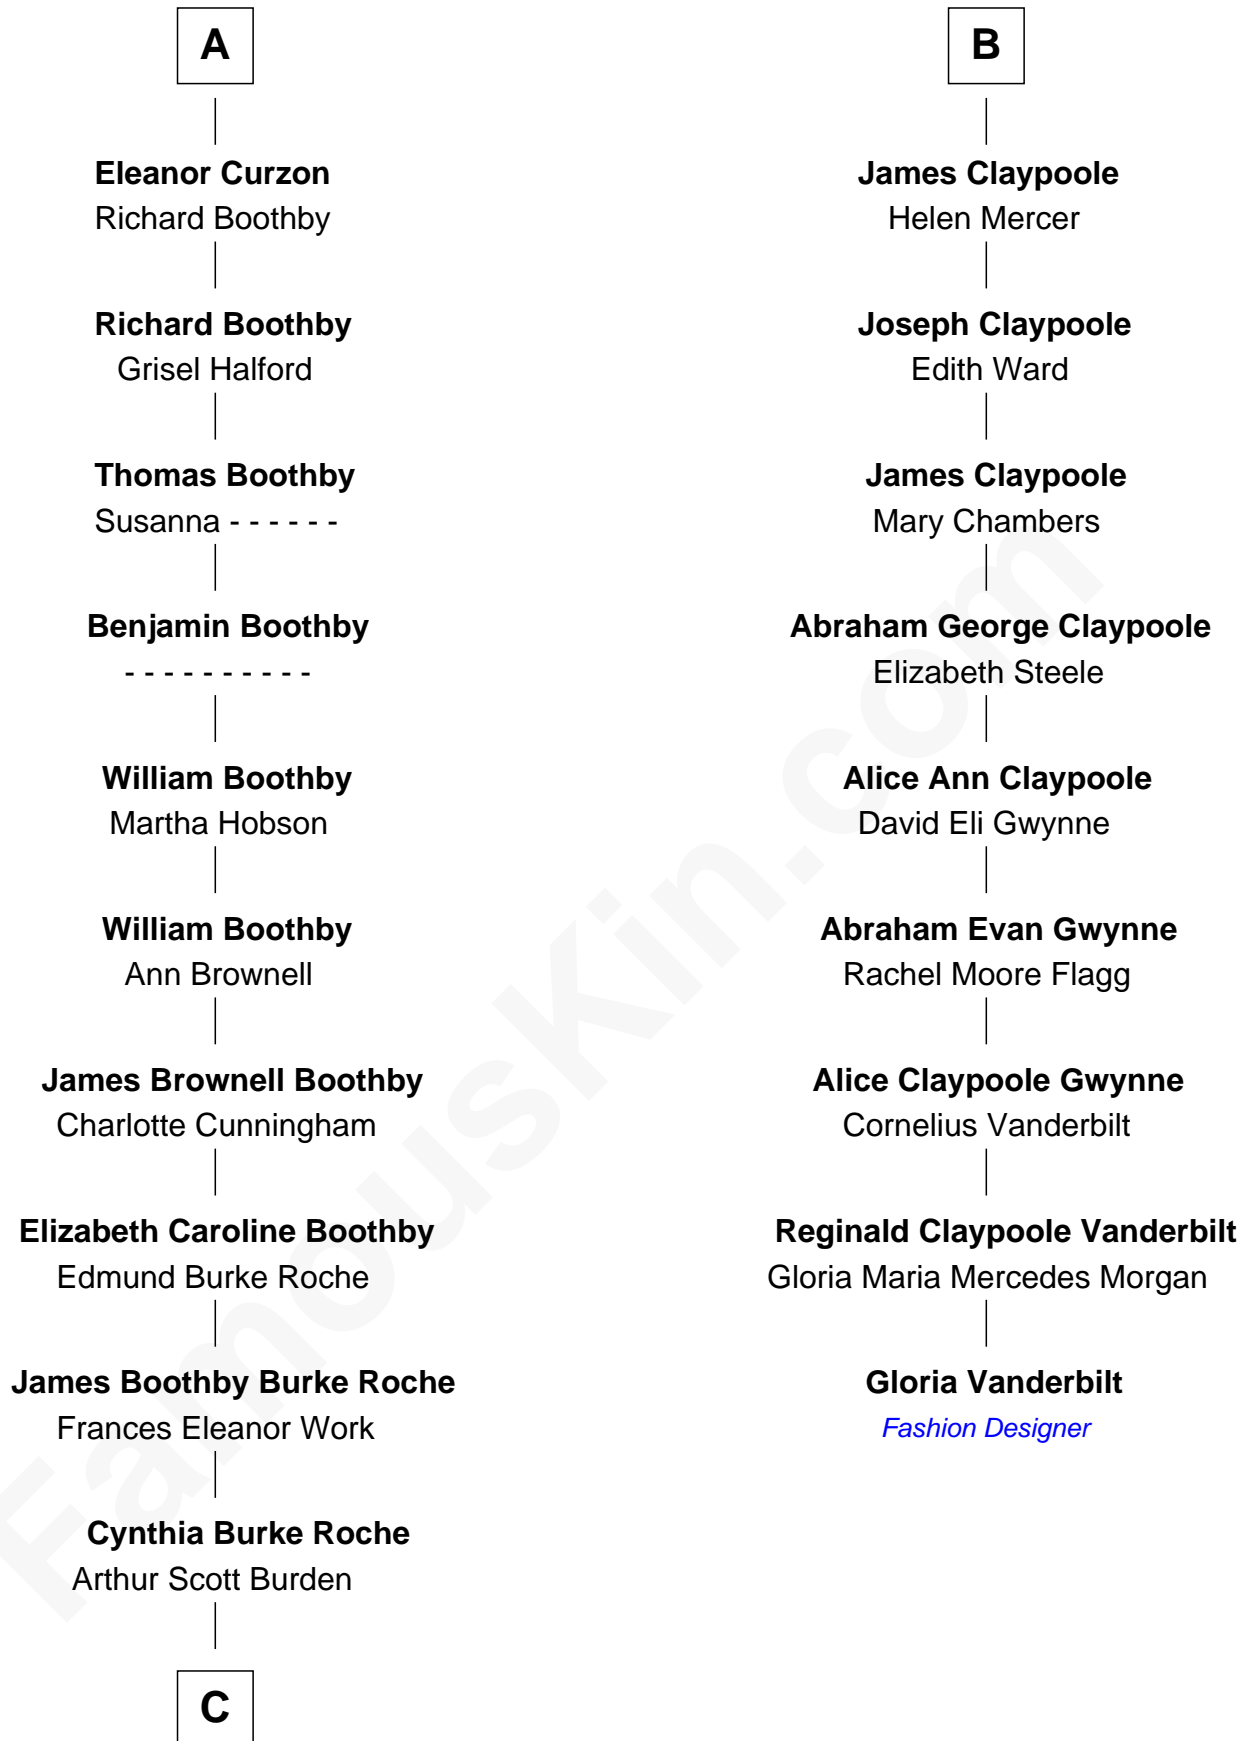 A
Eleanor Curzon
Richard Boothby
Richard Boothby
Grisel Halford
Thomas Boothby
Susanna - - - - - -
Benjamin Boothby
- - - - - - - - - -
William Boothby
Martha Hobson
William Boothby
Ann Brownell
James Brownell Boothby
Charlotte Cunningham
Elizabeth Caroline Boothby
Edmund Burke Roche
James Boothby Burke Roche
Frances Eleanor Work
Cynthia Burke Roche
Arthur Scott Burden
C
B
James Claypoole
Helen Mercer
Joseph Claypoole
Edith Ward
James Claypoole
Mary Chambers
Abraham George Claypoole
Elizabeth Steele
Alice Ann Claypoole
David Eli Gwynne
Abraham Evan Gwynne
Rachel Moore Flagg
Alice Claypoole Gwynne
Cornelius Vanderbilt
Reginald Claypoole Vanderbilt
Gloria Maria Mercedes Morgan
Gloria Vanderbilt
Fashion Designer
FamousKin.com